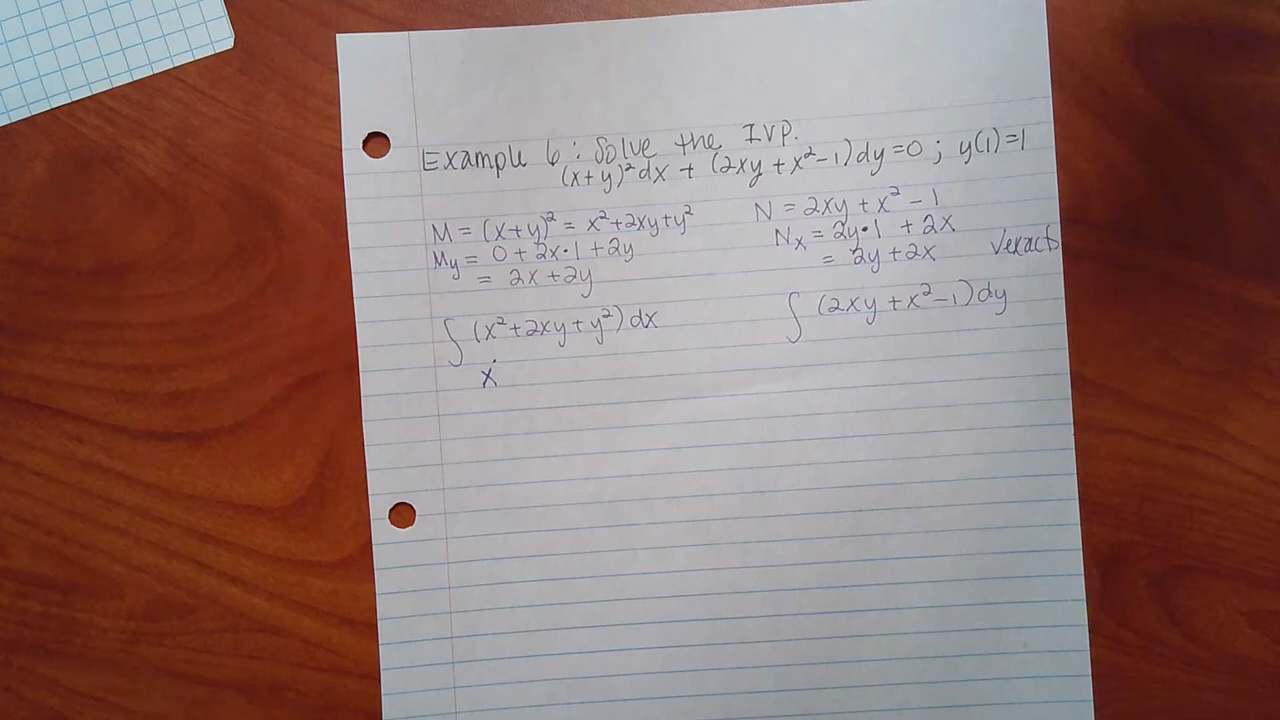 Example 6: Solve the IVP.
(x+y)²dx + (2xy+x²-1)dy=0; y(1)=1
M = (x+y)² = x²+2xy+y²
N = 2xy + x² - 1
My = 0 + 2x·1 + 2y
Nx = 2y·1 + 2x
= 2x + 2y
= 2y + 2x √exact
∫(x²+2xy+y²)dx
∫(2xy+x²-1)dy
x